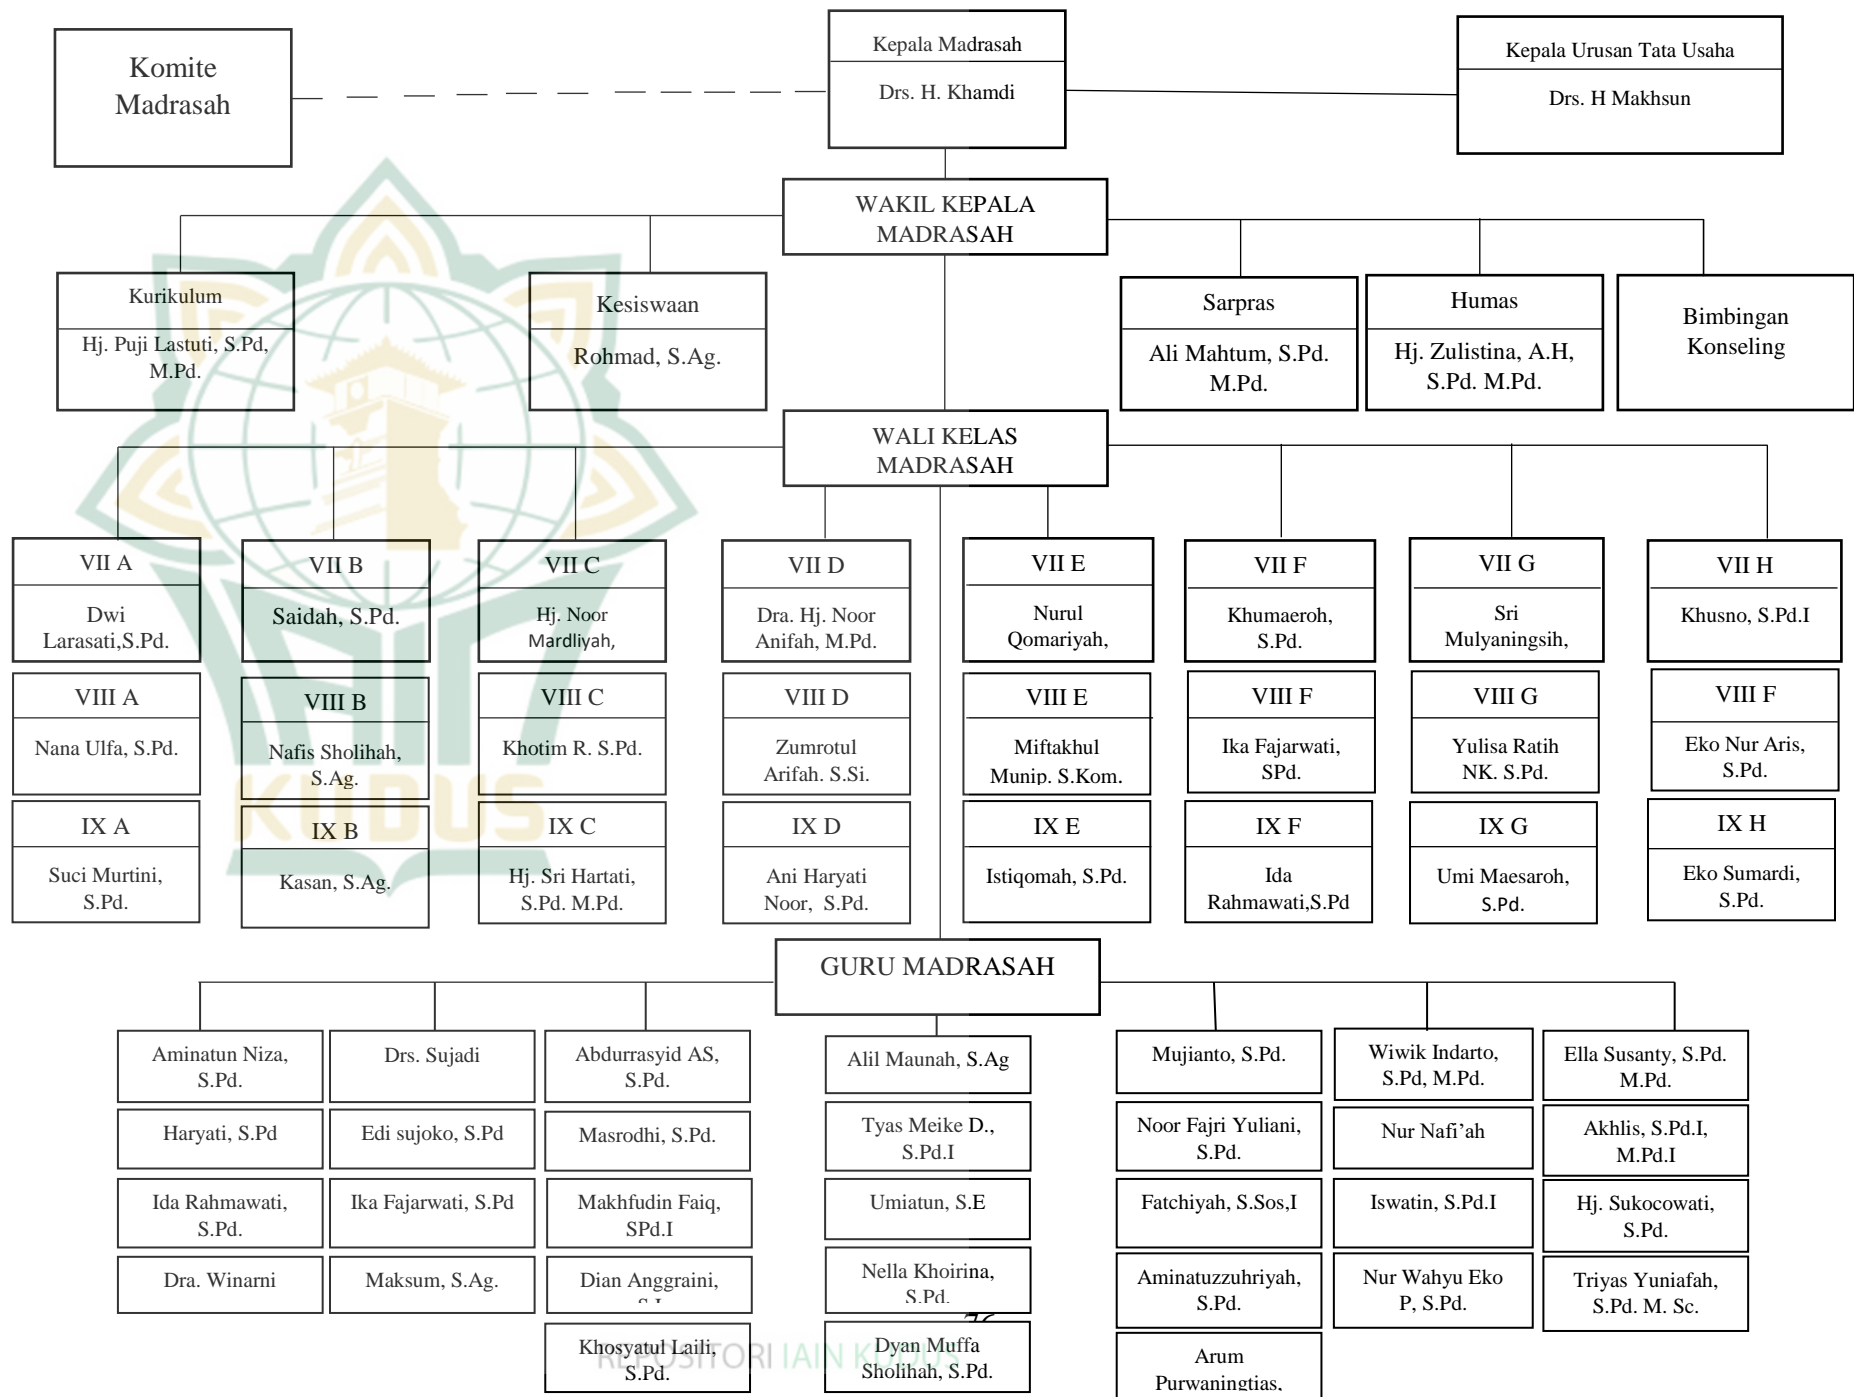 Komite
Madrasah
Kepala Madrasah
Drs. H. Khamdi
Kepala Urusan Tata Usaha
Drs. H Makhsun
WAKIL KEPALA
MADRASAH
Kurikulum
Hj. Puji Lastuti, S.Pd,
M.Pd.
Kesiswaan
Rohmad, S.Ag.
Sarpras
Ali Mahtum, S.Pd.
M.Pd.
Humas
Hj. Zulistina, A.H,
S.Pd. M.Pd.
Bimbingan
Konseling
WALI KELAS
MADRASAH
VII A
Dwi
Larasati,S.Pd.
VII B
Saidah, S.Pd.
VII C
Hj. Noor
Mardliyah,
VII D
Dra. Hj. Noor
Anifah, M.Pd.
VII E
Nurul
Qomariyah,
VII F
Khumaeroh,
S.Pd.
VII G
Sri
Mulyaningsih,
VII H
Khusno, S.Pd.I
VIII A
Nana Ulfa, S.Pd.
VIII B
Nafis Sholihah,
S.Ag.
VIII C
Khotim R. S.Pd.
VIII D
Zumrotul
Arifah. S.Si.
VIII E
Miftakhul
Munip. S.Kom.
VIII F
Ika Fajarwati,
SPd.
VIII G
Yulisa Ratih
NK. S.Pd.
VIII F
Eko Nur Aris,
S.Pd.
IX A
Suci Murtini,
S.Pd.
IX B
Kasan, S.Ag.
IX C
Hj. Sri Hartati,
S.Pd. M.Pd.
IX D
Ani Haryati
Noor, S.Pd.
IX E
Istiqomah, S.Pd.
IX F
Ida
Rahmawati,S.Pd
IX G
Umi Maesaroh,
S.Pd.
IX H
Eko Sumardi,
S.Pd.
KUDUS
GURU MADRASAH
Aminatun Niza,
S.Pd.
Drs. Sujadi
Abdurrasyid AS,
S.Pd.
Alil Maunah, S.Ag
Mujianto, S.Pd.
Wiwik Indarto,
S.Pd, M.Pd.
Ella Susanty, S.Pd.
M.Pd.
Haryati, S.Pd
Edi sujoko, S.Pd
Masrodhi, S.Pd.
Tyas Meike D.,
S.Pd.I
Noor Fajri Yuliani,
S.Pd.
Nur Nafi’ah
Akhlis, S.Pd.I,
M.Pd.I
Ida Rahmawati,
S.Pd.
Ika Fajarwati, S.Pd
Makhfudin Faiq,
SPd.I
Umiatun, S.E
Fatchiyah, S.Sos,I
Iswatin, S.Pd.I
Hj. Sukocowati,
S.Pd.
Dra. Winarni
Maksum, S.Ag.
Dian Anggraini,
Nella Khoirina,
S.Pd.
Aminatuzzuhriyah,
S.Pd.
Nur Wahyu Eko
P, S.Pd.
Triyas Yuniafah,
S.Pd. M. Sc.
Khosyatul Laili,
S.Pd.
Dyan Muffa
Sholihah, S.Pd.
Arum
Purwaningtias,
REPOSITORI IAIN KUDUS